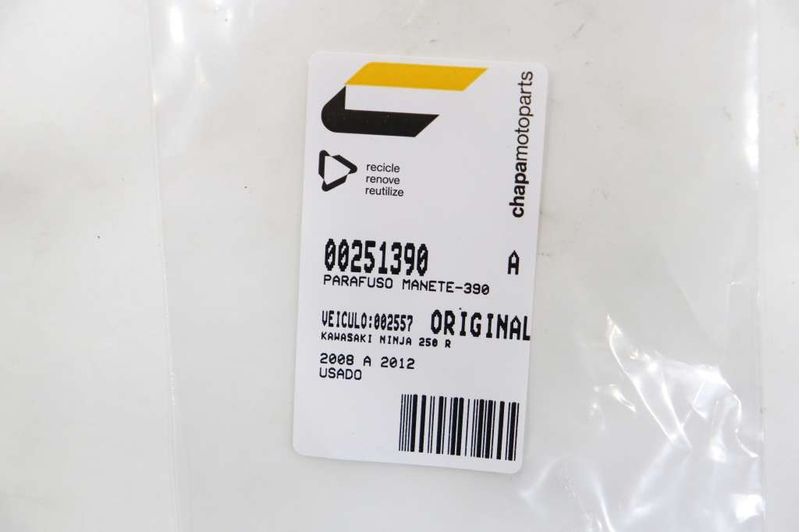 chapamotoparts
recicle
renove
reutilize
00251390 A
PARAFUSO MANETE-390
VEICULO:002557 ORIGINAL
KAWASAKI NINJA 250 R
2008 A 2012
USADO